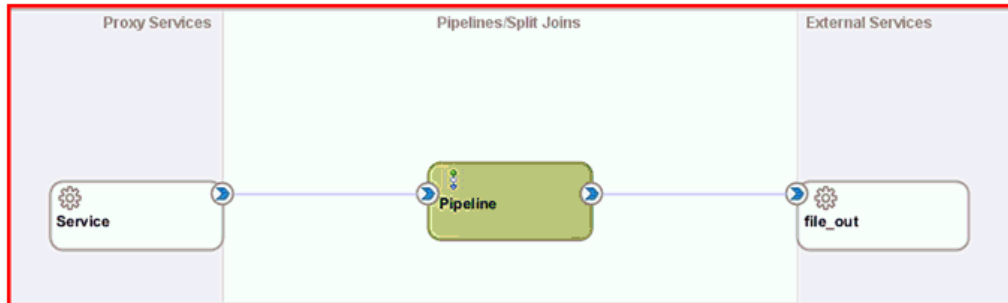 Proxy Services
Pipelines/Split Joins
External Services
Service
Pipeline
file_out